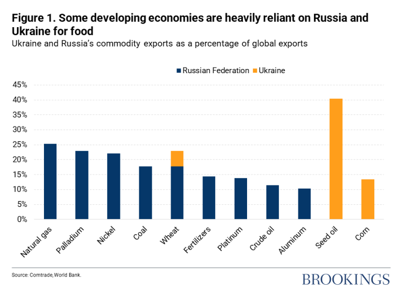 Figure 1. Some developing economies are heavily reliant on Russia and
Ukraine for food
Ukraine and Russia's commodity exports as a percentage of global exports
Russian Federation
Ukraine
45%
40%
35%
30%
25%
20%
15%
10%
5%
0%
Natural gas
Palladium
Nickel
Coal
Wheat
Fertilizers
Platinum
Crude oil
Aluminum
Seed oil
Corn
Source: Comtrade, World Bank.
BROOKINGS